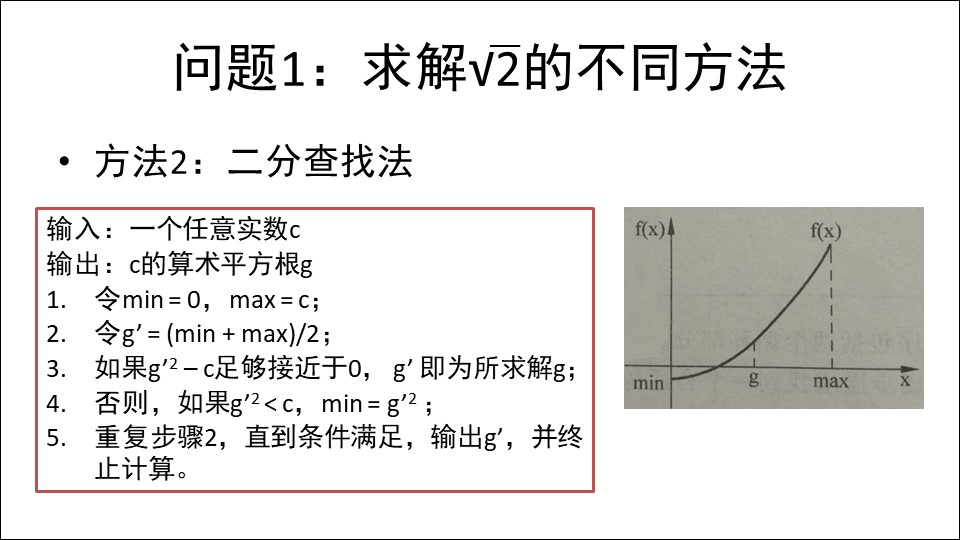 问题1：求解√2的不同方法
• 方法2：二分查找法
输入：一个任意实数c
输出：c的算术平方根g
1. 令min = 0，max = c；
2. 令g’ = (min + max)/2；
3. 如果g’² – c足够接近于0， g’ 即为所求解g；
4. 否则，如果g’² < c，min = g’² ；
5. 重复步骤2，直到条件满足，输出g’，并终
止计算。
f(x)
f(x)
min
g
max
x